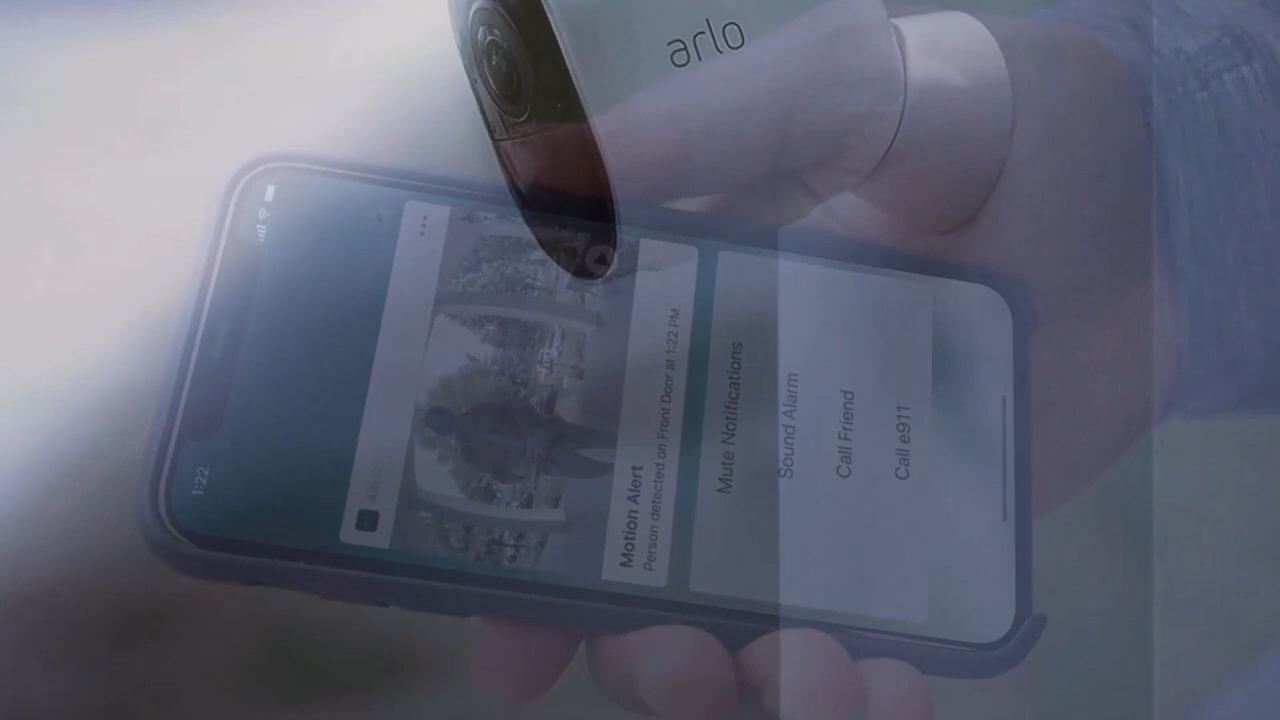 arlo
1:22
ARLO
Motion Alert
Person detected on Front Door at 1:22 PM.
Mute Notifications
Sound Alarm
Call Friend
Call e911